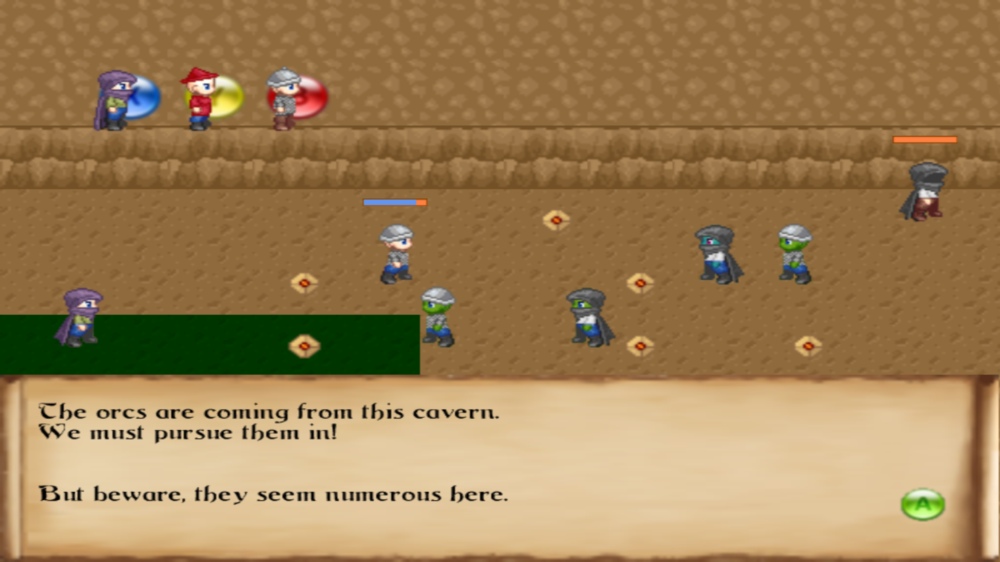 The orcs are coming from this cavern.
We must pursue them in!
But beware, they seem numerous here.
A